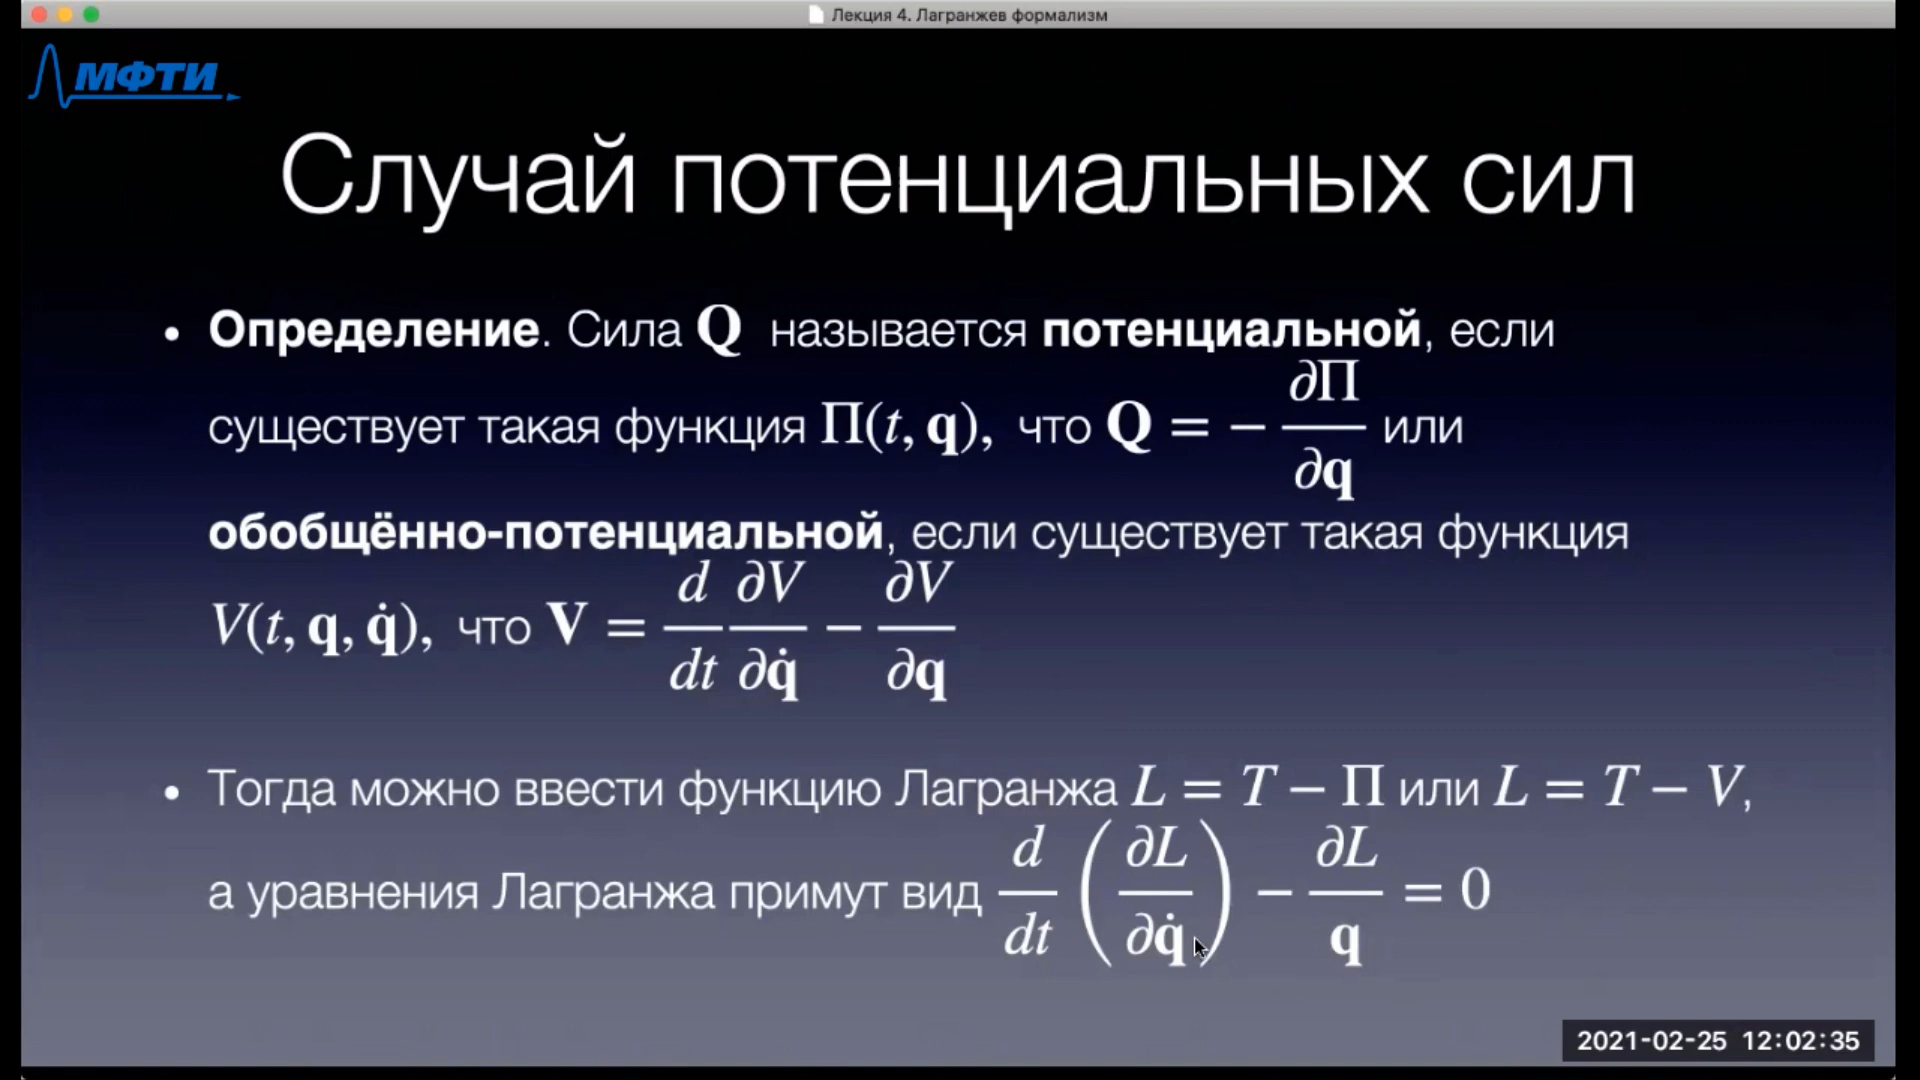 Лекция 4. Лагранжев формализм
МФТИ
Случай потенциальных сил
• Определение. Сила Q называется потенциальной, если
существует такая функция Π(t, q), что Q = − ∂Π/∂q или
обобщённо-потенциальной, если существует такая функция
V(t, q, q̇), что V = d/dt ∂V/∂q̇ − ∂V/∂q
• Тогда можно ввести функцию Лагранжа L = T − Π или L = T − V,
а уравнения Лагранжа примут вид d/dt (∂L/∂q̇) − ∂L/q = 0
2021-02-25 12:02:35